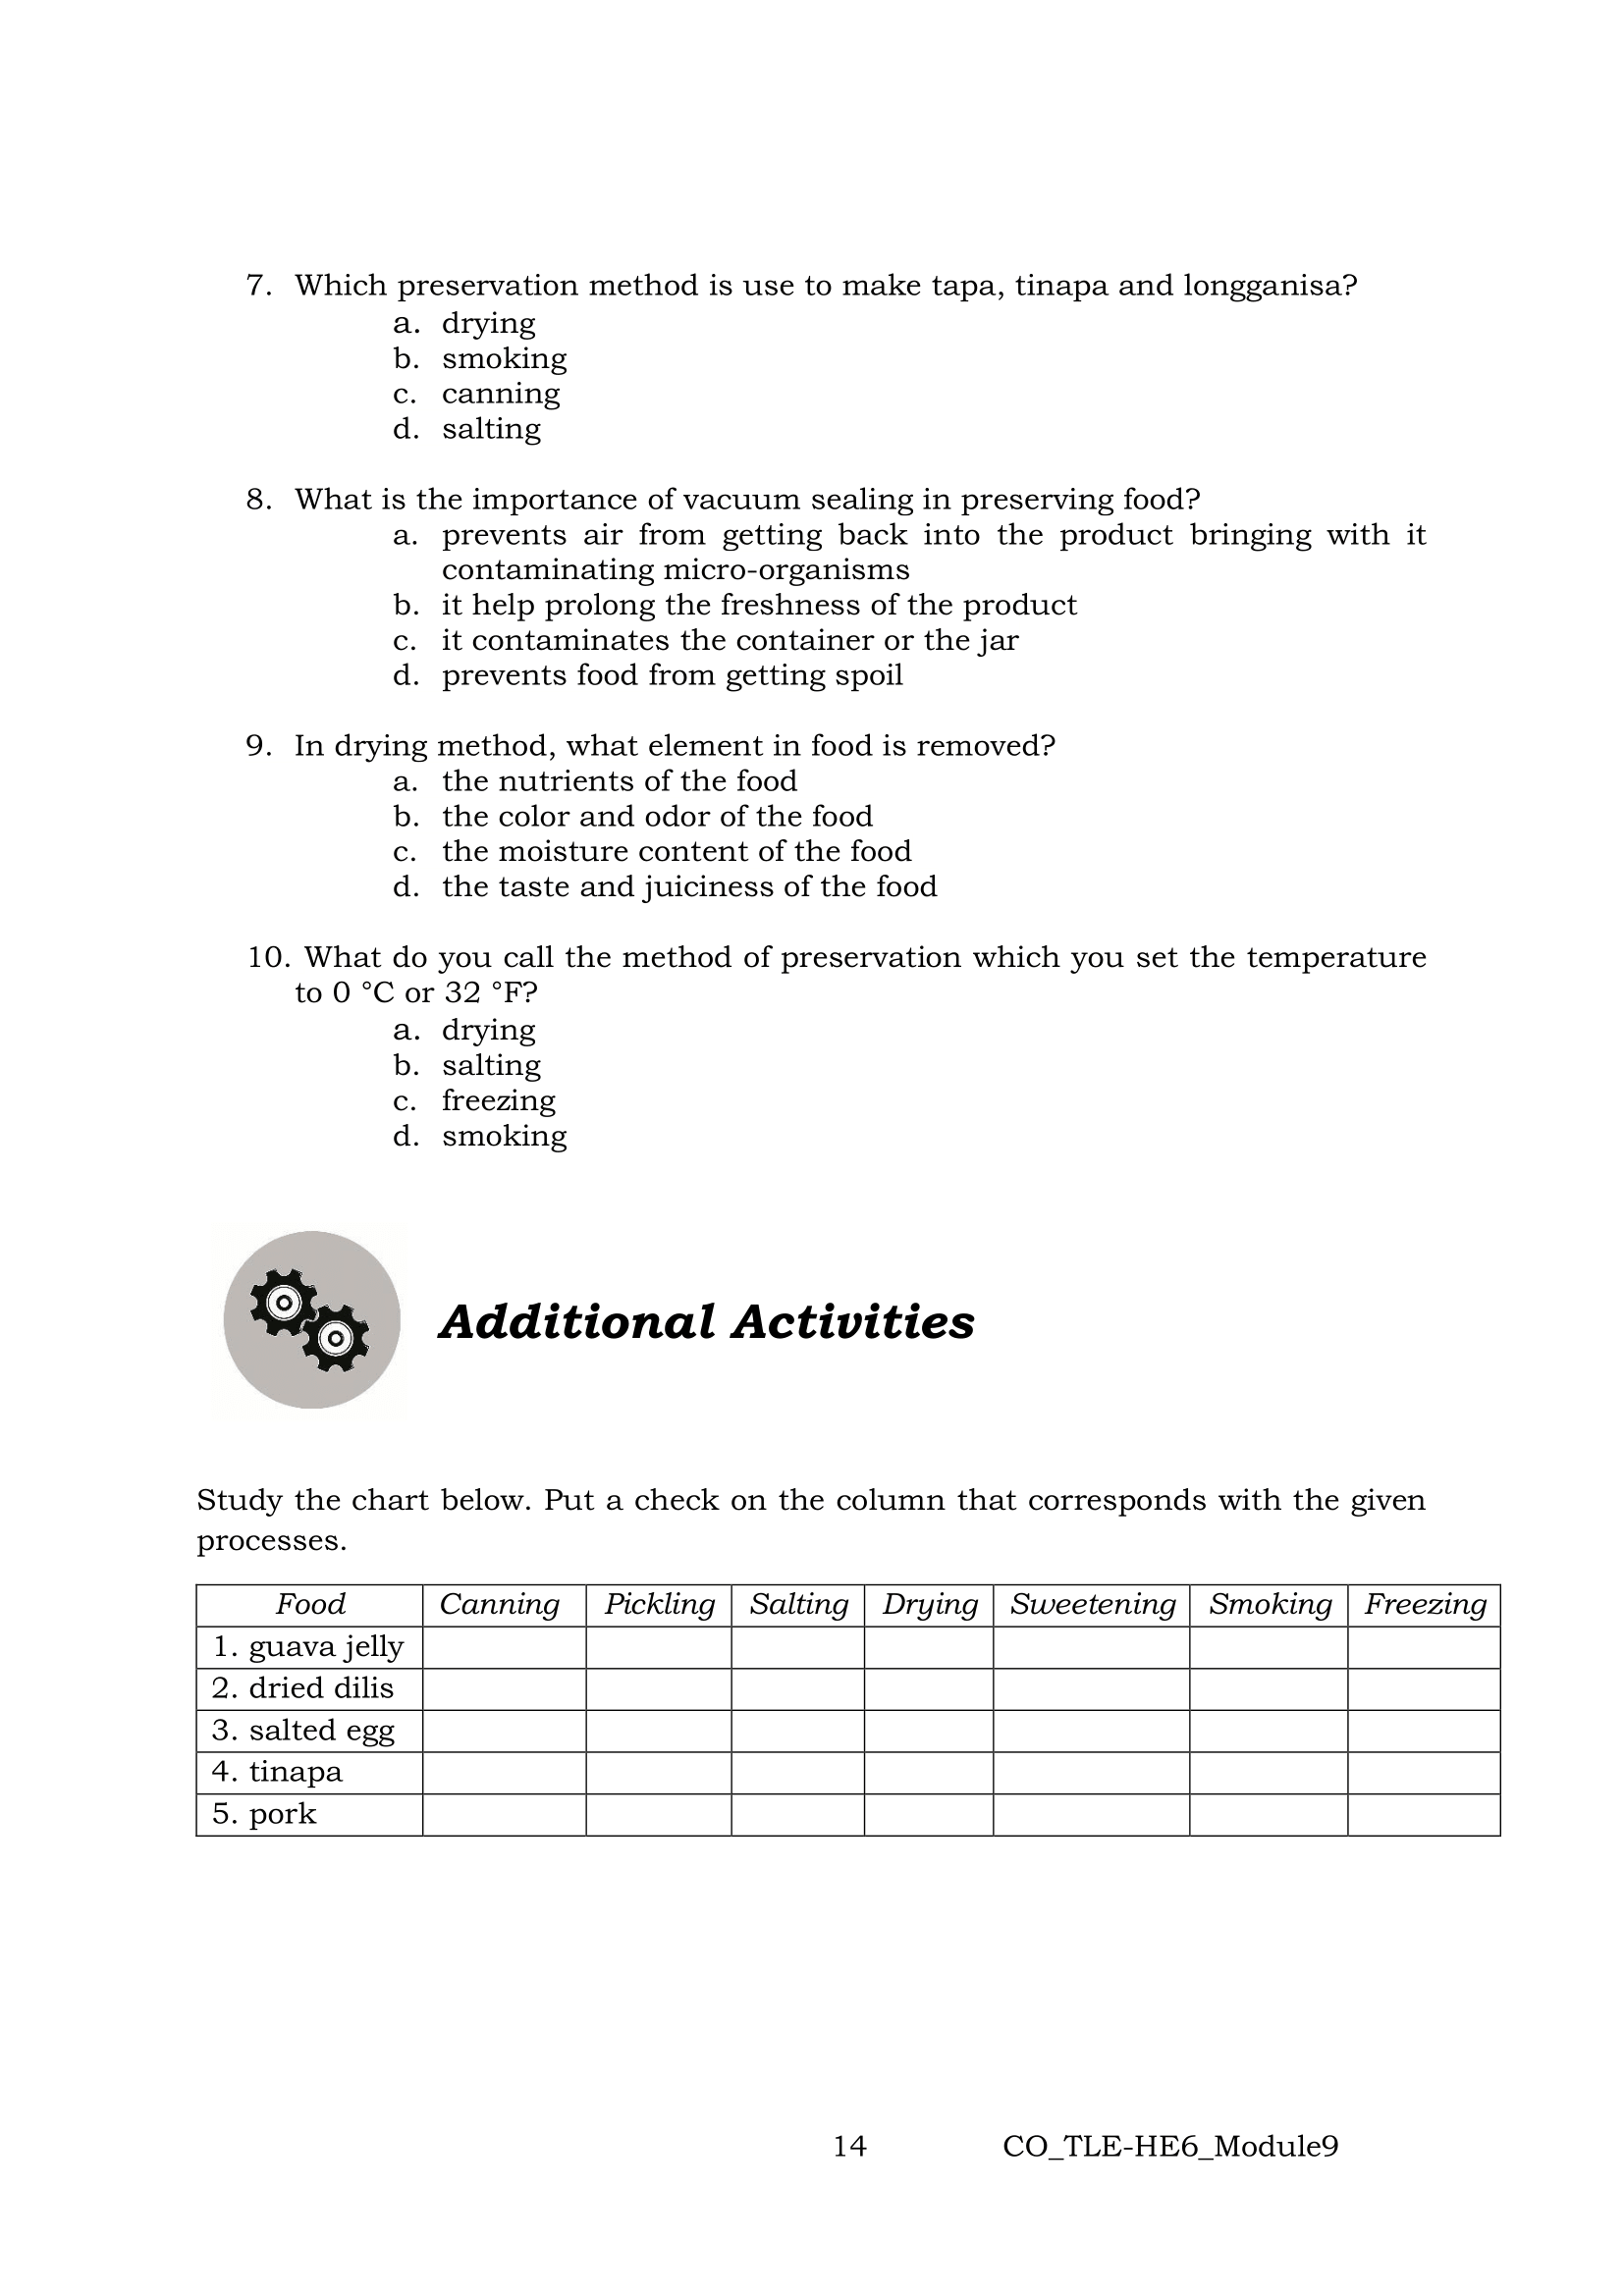 7. Which preservation method is use to make tapa, tinapa and longganisa?
a. drying
b. smoking
c. canning
d. salting
8. What is the importance of vacuum sealing in preserving food?
a. prevents air from getting back into the product bringing with it
contaminating micro-organisms
b. it help prolong the freshness of the product
c. it contaminates the container or the jar
d. prevents food from getting spoil
9. In drying method, what element in food is removed?
a. the nutrients of the food
b. the color and odor of the food
c. the moisture content of the food
d. the taste and juiciness of the food
10. What do you call the method of preservation which you set the temperature
to 0 °C or 32 °F?
a. drying
b. salting
c. freezing
d. smoking
Additional Activities
Study the chart below. Put a check on the column that corresponds with the given
processes.
Food Canning Pickling Salting Drying Sweetening Smoking Freezing
1. guava jelly
2. dried dilis
3. salted egg
4. tinapa
5. pork
14 CO_TLE-HE6_Module9